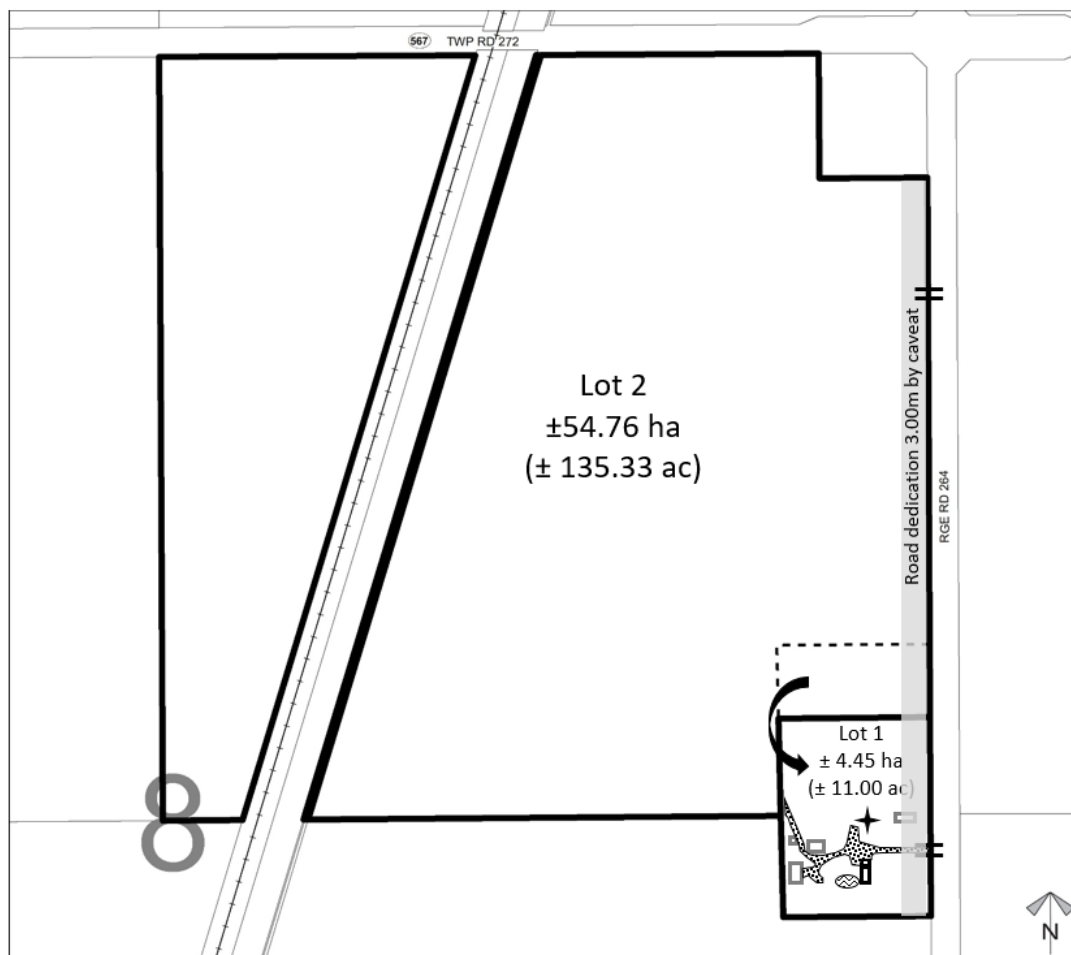 567 TWP RD 272
Lot 2
±54.76 ha
(± 135.33 ac)
Road dedication 3.00m by caveat
RGE RD 264
Lot 1
± 4.45 ha
(± 11.00 ac)
8
N